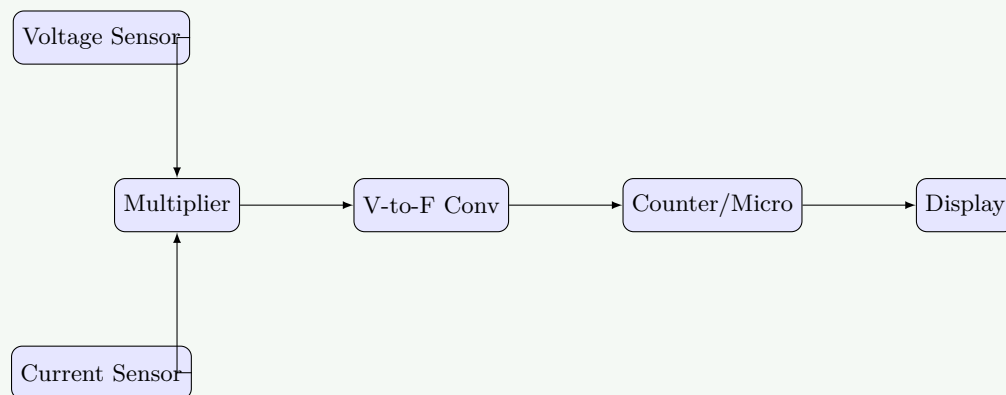 Voltage Sensor
Multiplier
V-to-F Conv
Counter/Micro
Display
Current Sensor